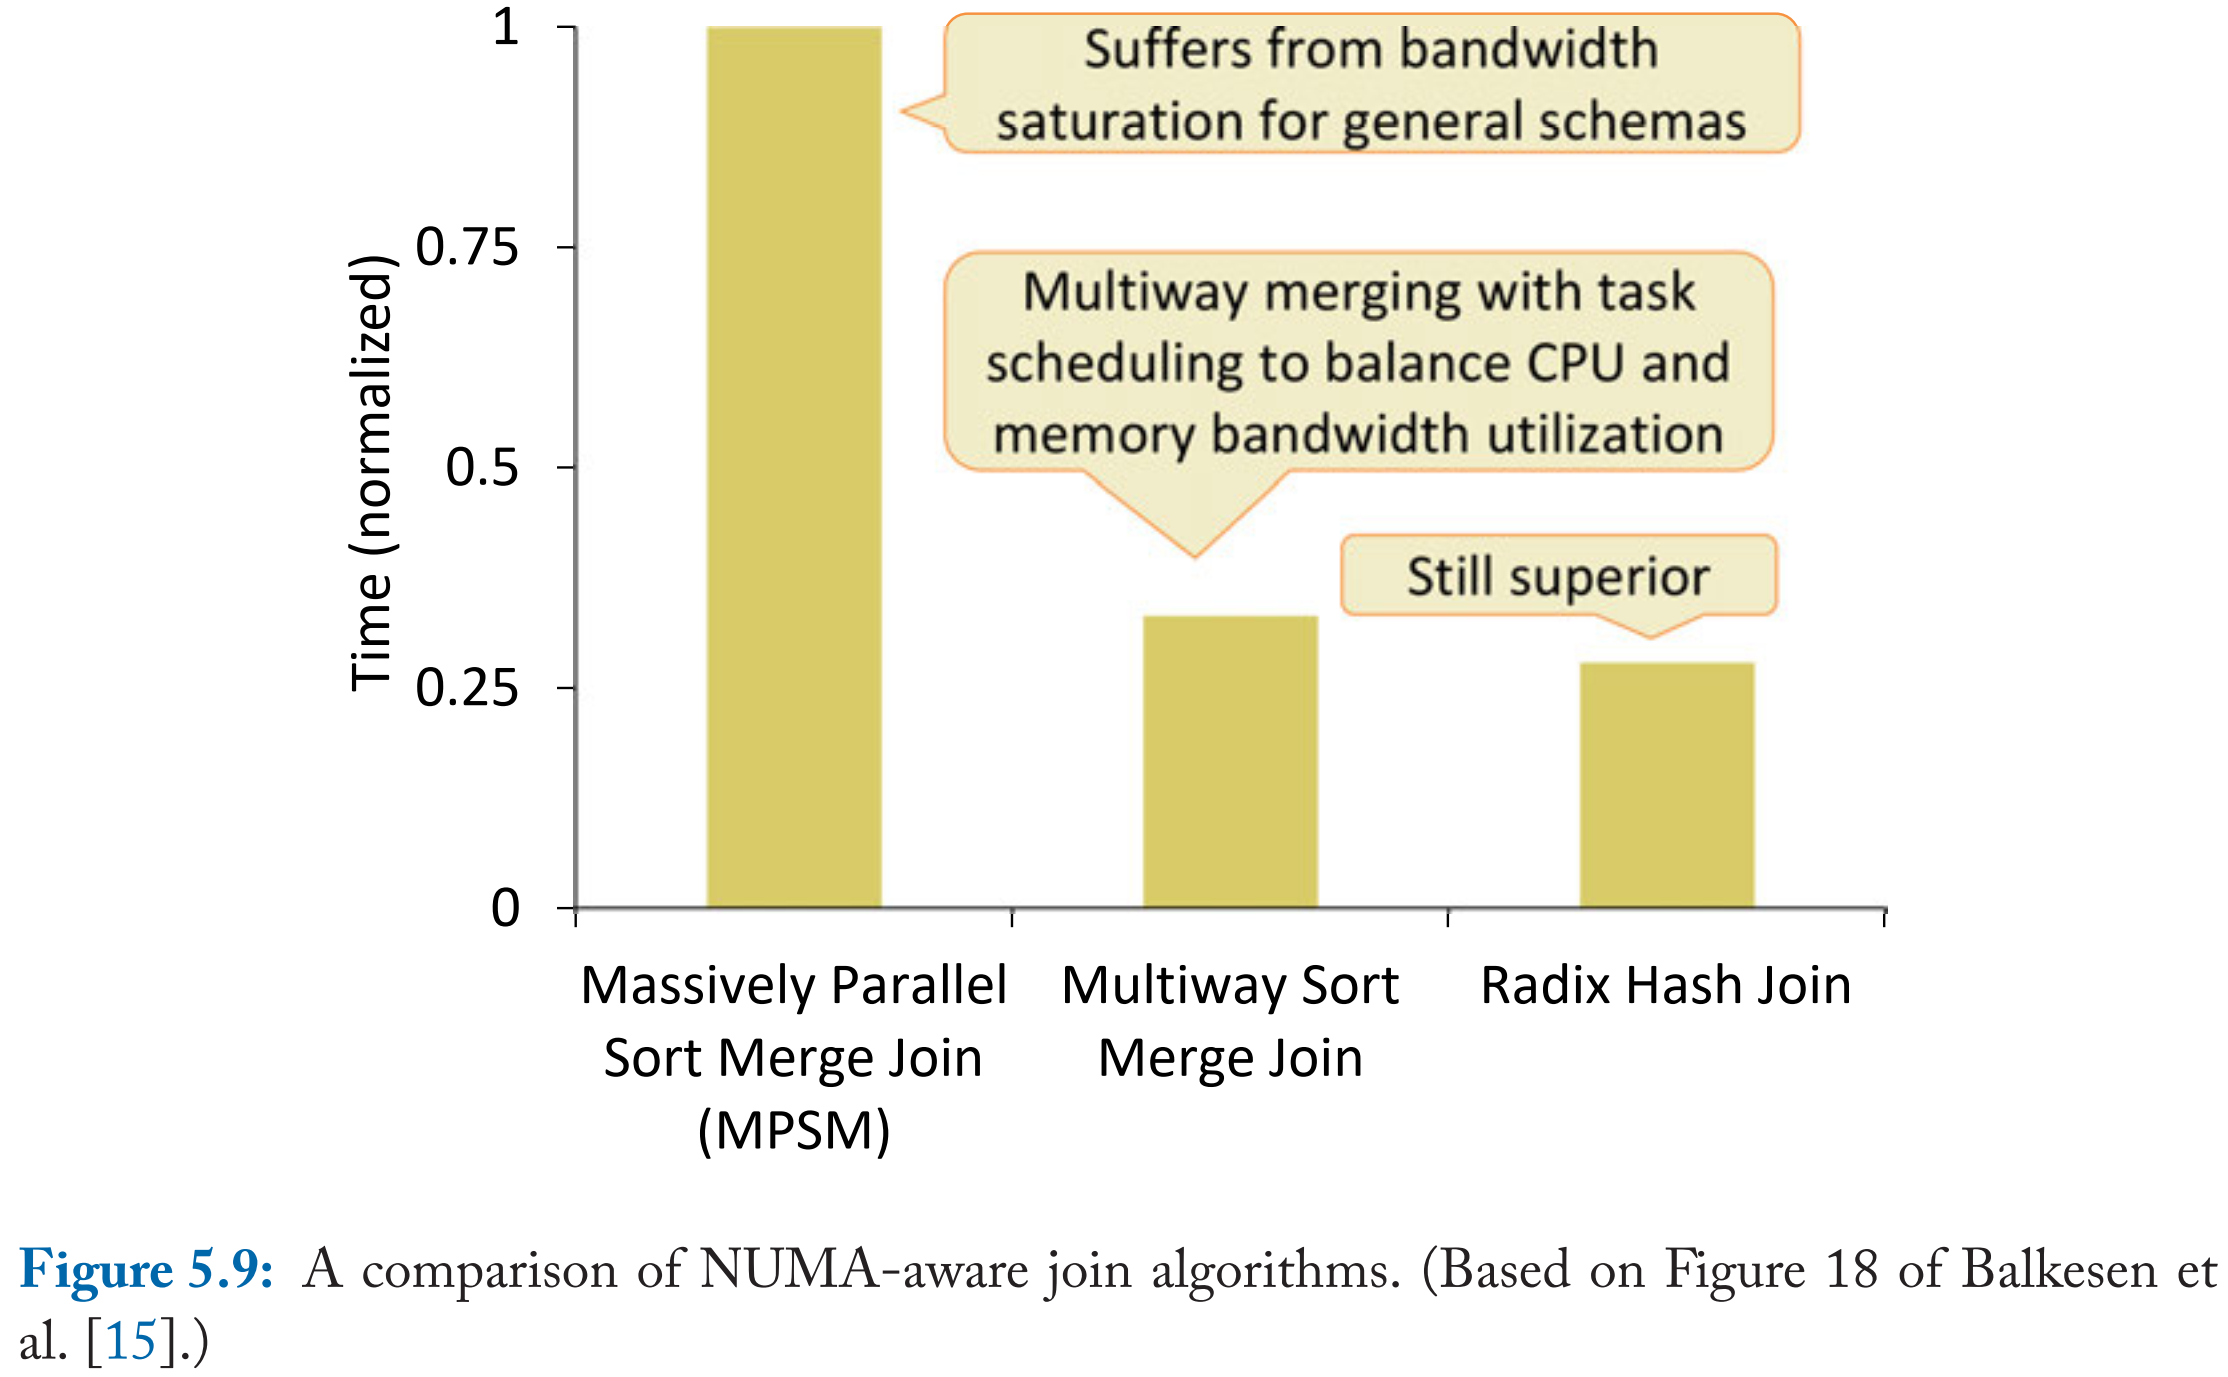 1
Suffers from bandwidth
saturation for general schemas
0.75
Multiway merging with task
scheduling to balance CPU and
memory bandwidth utilization
Time (normalized)
0.5
Still superior
0.25
0
Massively Parallel
Sort Merge Join
(MPSM)
Multiway Sort
Merge Join
Radix Hash Join
Figure 5.9: A comparison of NUMA-aware join algorithms. (Based on Figure 18 of Balkesen et
al. [15].)